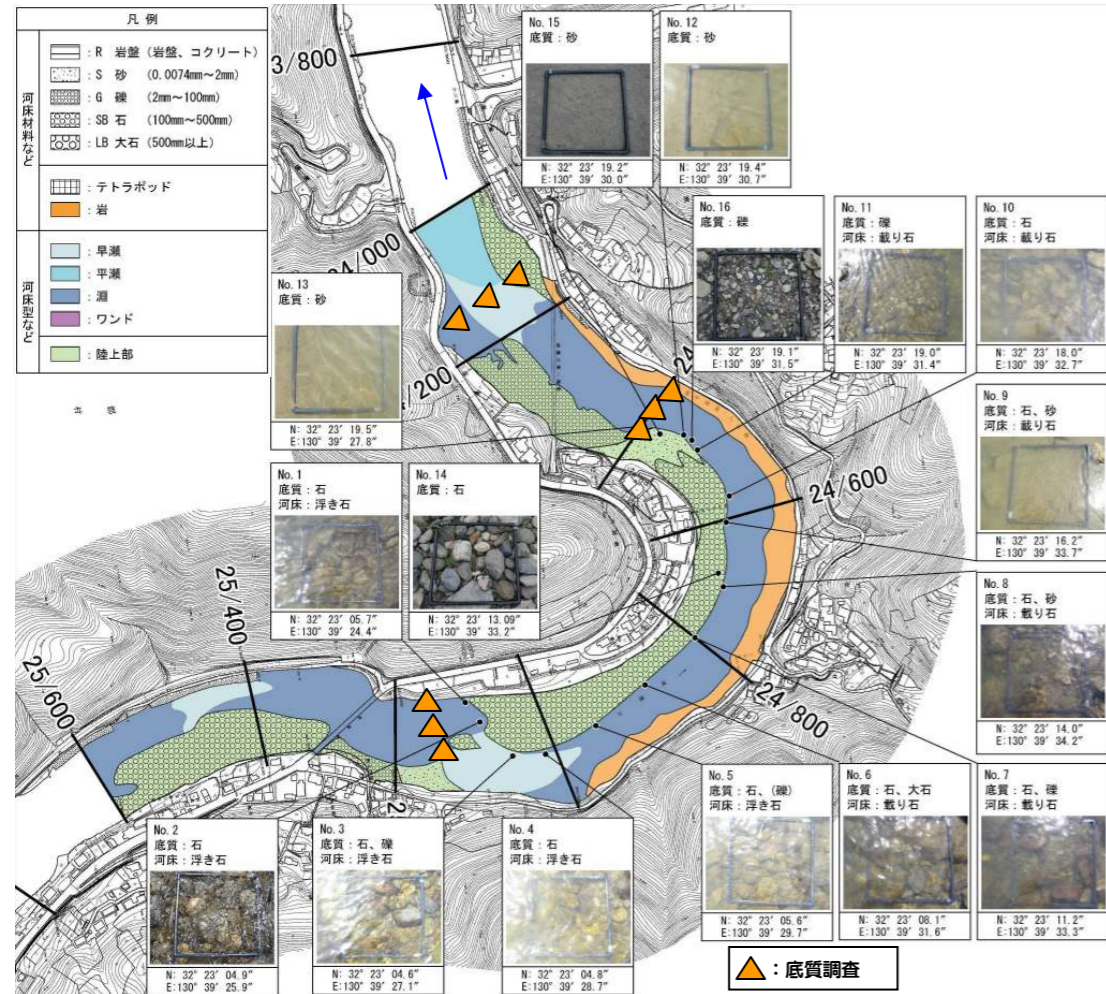 凡 例
河床材料など
: R 岩盤 (岩盤、コクリート)
: S 砂 (0.0074mm~2mm)
: G 礫 (2mm~100mm)
: SB 石 (100mm~500mm)
: LB 大石 (500mm以上)
: テトラポッド
: 岩
河床型など
: 早瀬
: 平瀬
: 淵
: ワンド
: 陸上部
3/800
24/000
/200
24
24/600
24/800
2
25/400
25/600
No.15
底質:砂
N: 32° 23′ 19.2″
E:130° 39′ 30.0″
No.12
底質:砂
N: 32° 23′ 19.4″
E:130° 39′ 30.7″
No.16
底質:礫
N: 32° 23′ 19.1″
E:130° 39′ 31.5″
No.11
底質:礫
河床:載り石
N: 32° 23′ 19.0″
E:130° 39′ 31.4″
No.10
底質:石
河床:載り石
N: 32° 23′ 18.0″
E:130° 39′ 32.7″
No.13
底質:砂
N: 32° 23′ 19.5″
E:130° 39′ 27.8″
No.9
底質:石、砂
河床:載り石
N: 32° 23′ 16.2″
E:130° 39′ 33.7″
No.1
底質:石
河床:浮き石
N: 32° 23′ 05.7″
E:130° 39′ 24.4″
No.14
底質:石
N: 32° 23′ 13.09″
E:130° 39′ 33.2″
No.8
底質:石、砂
河床:載り石
N: 32° 23′ 14.0″
E:130° 39′ 34.2″
No.5
底質:石、(礫)
河床:浮き石
N: 32° 23′ 05.6″
E:130° 39′ 29.7″
No.6
底質:石、大石
河床:載り石
N: 32° 23′ 08.1″
E:130° 39′ 31.6″
No.7
底質:石、礫
河床:載り石
N: 32° 23′ 11.2″
E:130° 39′ 33.3″
No.2
底質:石
河床:浮き石
N: 32° 23′ 04.9″
E:130° 39′ 25.9″
No.3
底質:石、礫
河床:浮き石
N: 32° 23′ 04.6″
E:130° 39′ 27.1″
No.4
底質:石
河床:浮き石
N: 32° 23′ 04.8″
E:130° 39′ 28.7″
:底質調査